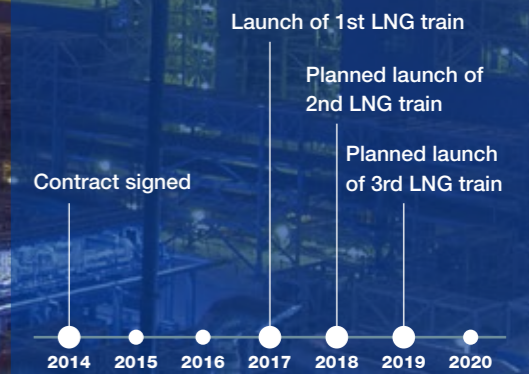 Launch of 1st LNG train
Planned launch of
2nd LNG train
Planned launch
of 3rd LNG train
Contract signed
2014 2015 2016 2017 2018 2019 2020